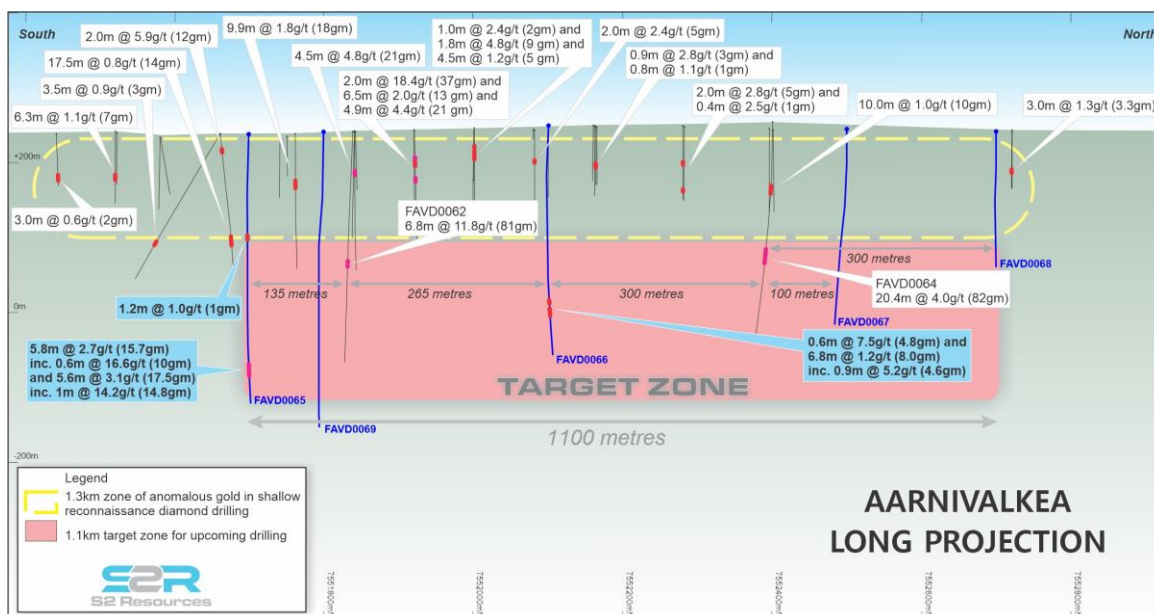 South
North
2.0m @ 5.9g/t (12gm)
17.5m @ 0.8g/t (14gm)
3.5m @ 0.9g/t (3gm)
6.3m @ 1.1g/t (7gm)
9.9m @ 1.8g/t (18gm)
4.5m @ 4.8g/t (21gm)
2.0m @ 18.4g/t (37gm) and
6.5m @ 2.0g/t (13 gm) and
4.9m @ 4.4g/t (21 gm)
1.0m @ 2.4g/t (2gm) and
1.8m @ 4.8g/t (9 gm) and
4.5m @ 1.2g/t (5 gm)
2.0m @ 2.4g/t (5gm)
0.9m @ 2.8g/t (3gm) and
0.8m @ 1.1g/t (1gm)
2.0m @ 2.8g/t (5gm) and
0.4m @ 2.5g/t (1gm)
10.0m @ 1.0g/t (10gm)
3.0m @ 1.3g/t (3.3gm)
+200m
3.0m @ 0.6g/t (2gm)
FAVD0062
6.8m @ 11.8g/t (81gm)
300 metres
FAVD0068
FAVD0064
20.4m @ 4.0g/t (82gm)
135 metres
265 metres
300 metres
100 metres
1.2m @ 1.0g/t (1gm)
0m
FAVD0067
5.8m @ 2.7g/t (15.7gm)
inc. 0.6m @ 16.6g/t (10gm)
and 5.6m @ 3.1g/t (17.5gm)
inc. 1m @ 14.2g/t (14.8gm)
0.6m @ 7.5g/t (4.8gm) and
6.8m @ 1.2g/t (8.0gm)
inc. 0.9m @ 5.2g/t (4.6gm)
FAVD0066
TARGET ZONE
FAVD0065
FAVD0069
1100 metres
-200m
Legend
1.3km zone of anomalous gold in shallow
reconnaissance diamond drilling
1.1km target zone for upcoming drilling
S2R
S2 Resources
AARNIVALKEA
LONG PROJECTION
7551800mN
7552000mN
7552200mN
7552400mN
7552600mN
7552800mN